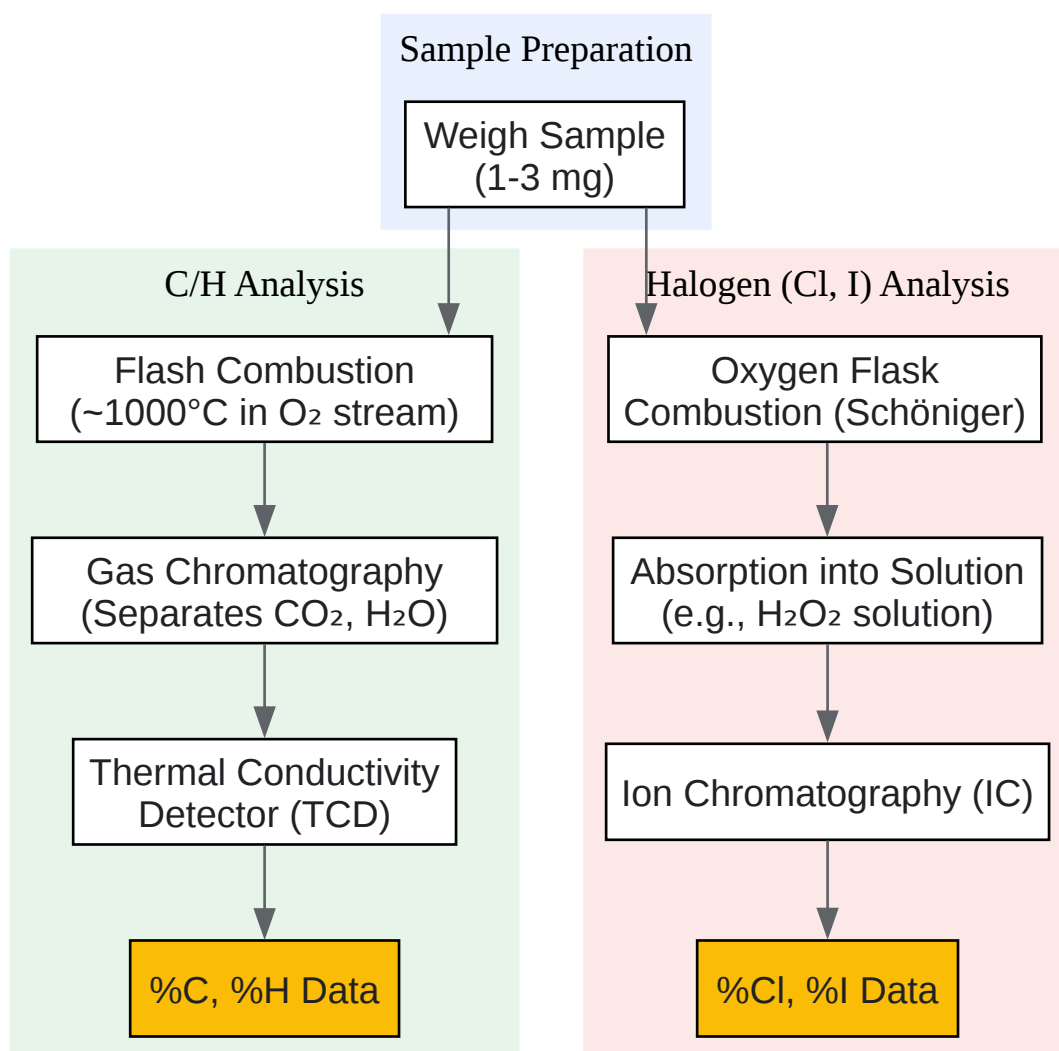 Sample Preparation
Weigh Sample
(1-3 mg)
C/H Analysis
Flash Combustion
(~1000°C in O₂ stream)
Gas Chromatography
(Separates CO₂, H₂O)
Thermal Conductivity
Detector (TCD)
%C, %H Data
Halogen (Cl, I) Analysis
Oxygen Flask
Combustion (Schöniger)
Absorption into Solution
(e.g., H₂O₂ solution)
Ion Chromatography (IC)
%Cl, %I Data